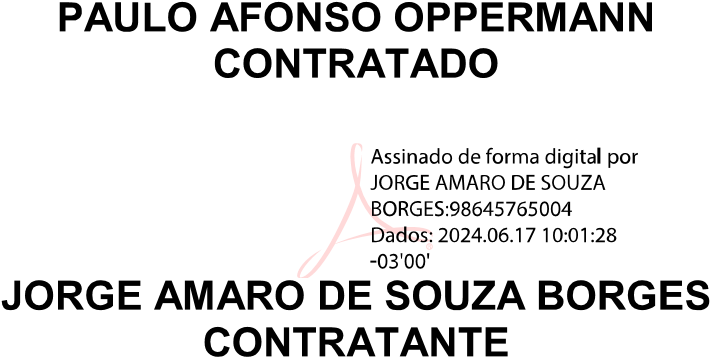 PAULO AFONSO OPPERMANN
CONTRATADO
Assinado de forma digital por
JORGE AMARO DE SOUZA
BORGES:98645765004
Dados: 2024.06.17 10:01:28
-03'00'
JORGE AMARO DE SOUZA BORGES
CONTRATANTE